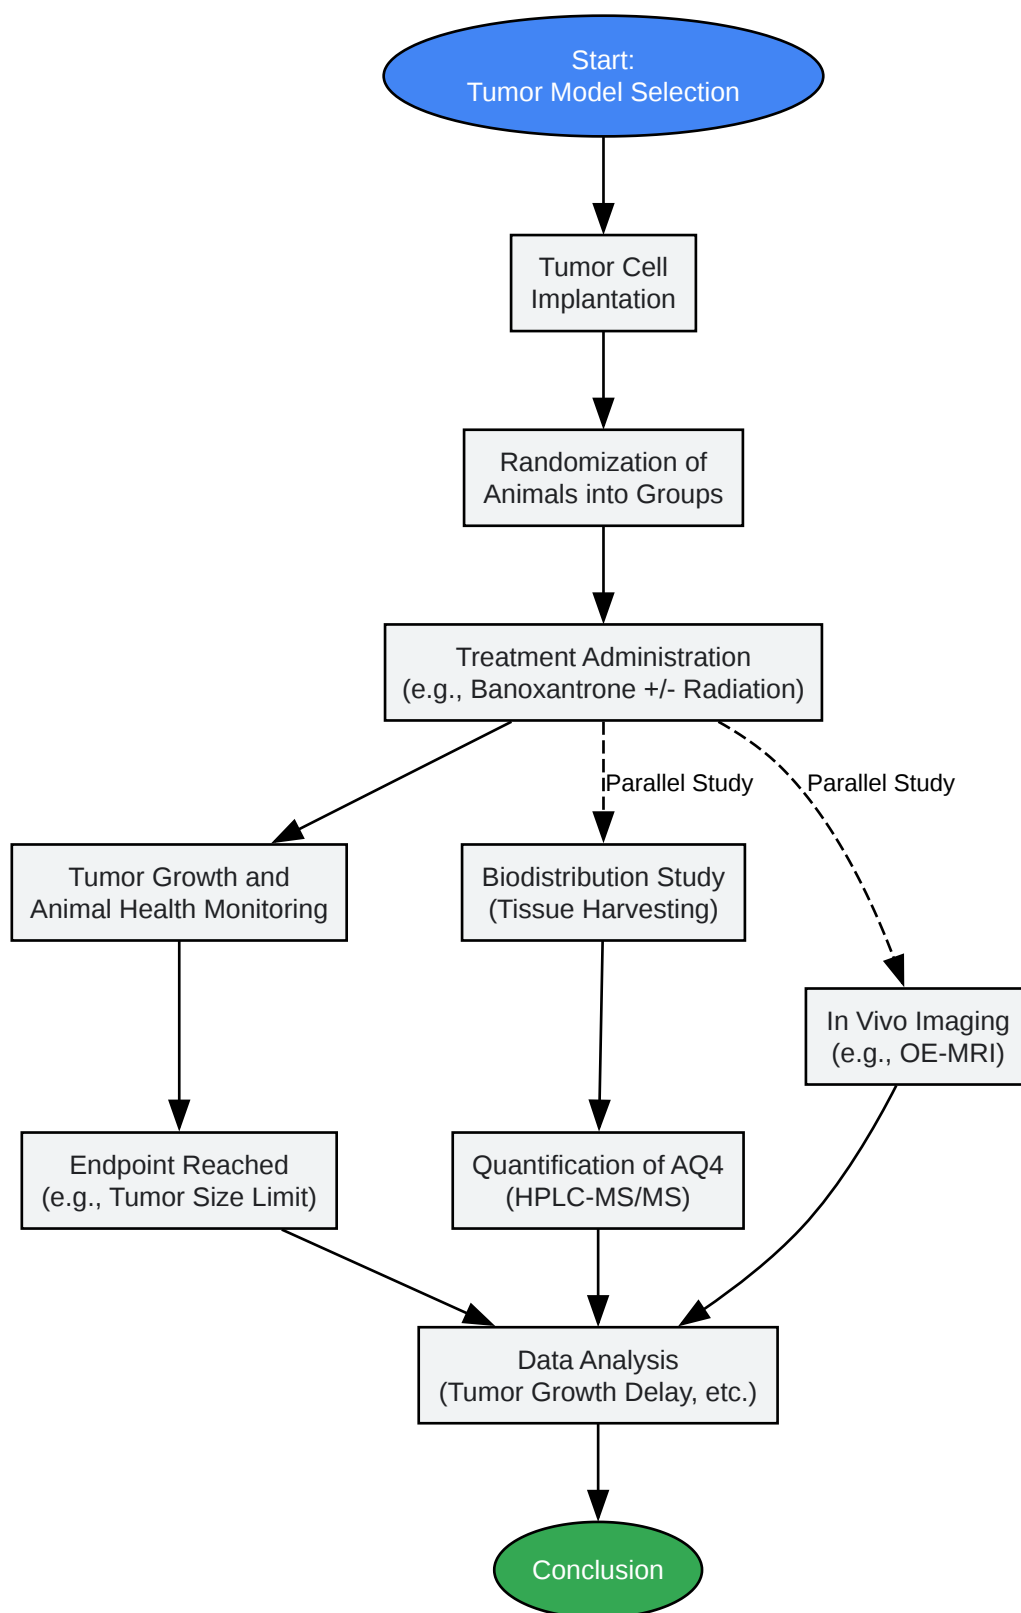 Start:
Tumor Model Selection
Tumor Cell
Implantation
Randomization of
Animals into Groups
Treatment Administration
(e.g., Banoxantrone +/- Radiation)
Parallel Study
Parallel Study
Tumor Growth and
Animal Health Monitoring
Biodistribution Study
(Tissue Harvesting)
In Vivo Imaging
(e.g., OE-MRI)
Endpoint Reached
(e.g., Tumor Size Limit)
Quantification of AQ4
(HPLC-MS/MS)
Data Analysis
(Tumor Growth Delay, etc.)
Conclusion